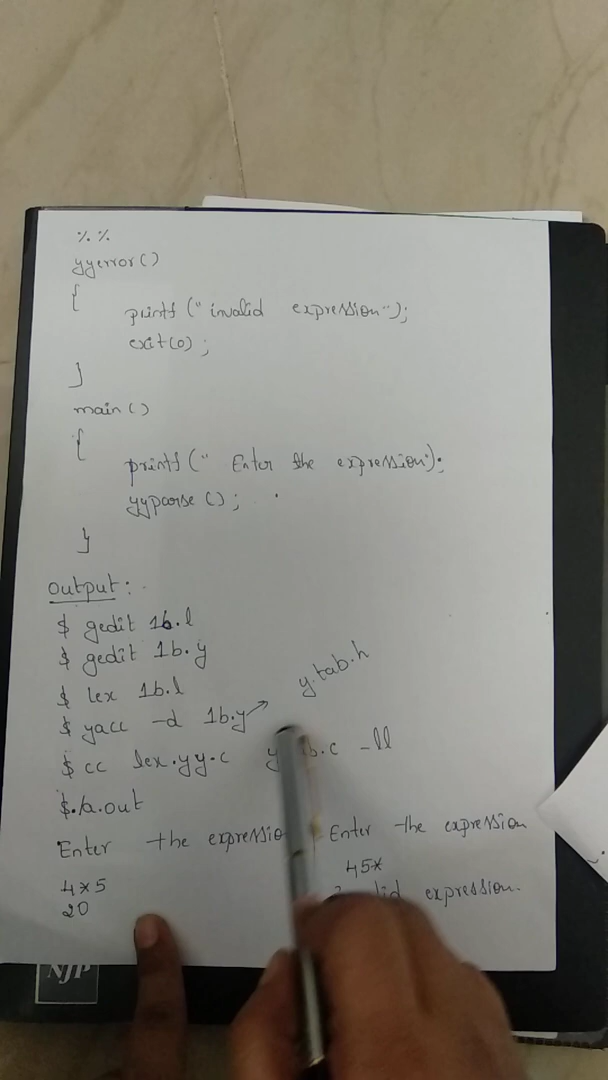 %%
yyerror()
{
printf("invalid expression");
exit(0);
}
main()
{
printf(" Enter the expression");
yyparse();
}
Output:
$ gedit 1b.l
$ gedit 1b.y
$ lex 1b.l
$ yacc -d 1b.y → y.tab.h
$ cc lex.yy.c -ll
$./a.out
Enter the Enter the expression
4*5 45*
20 expression.
NJP